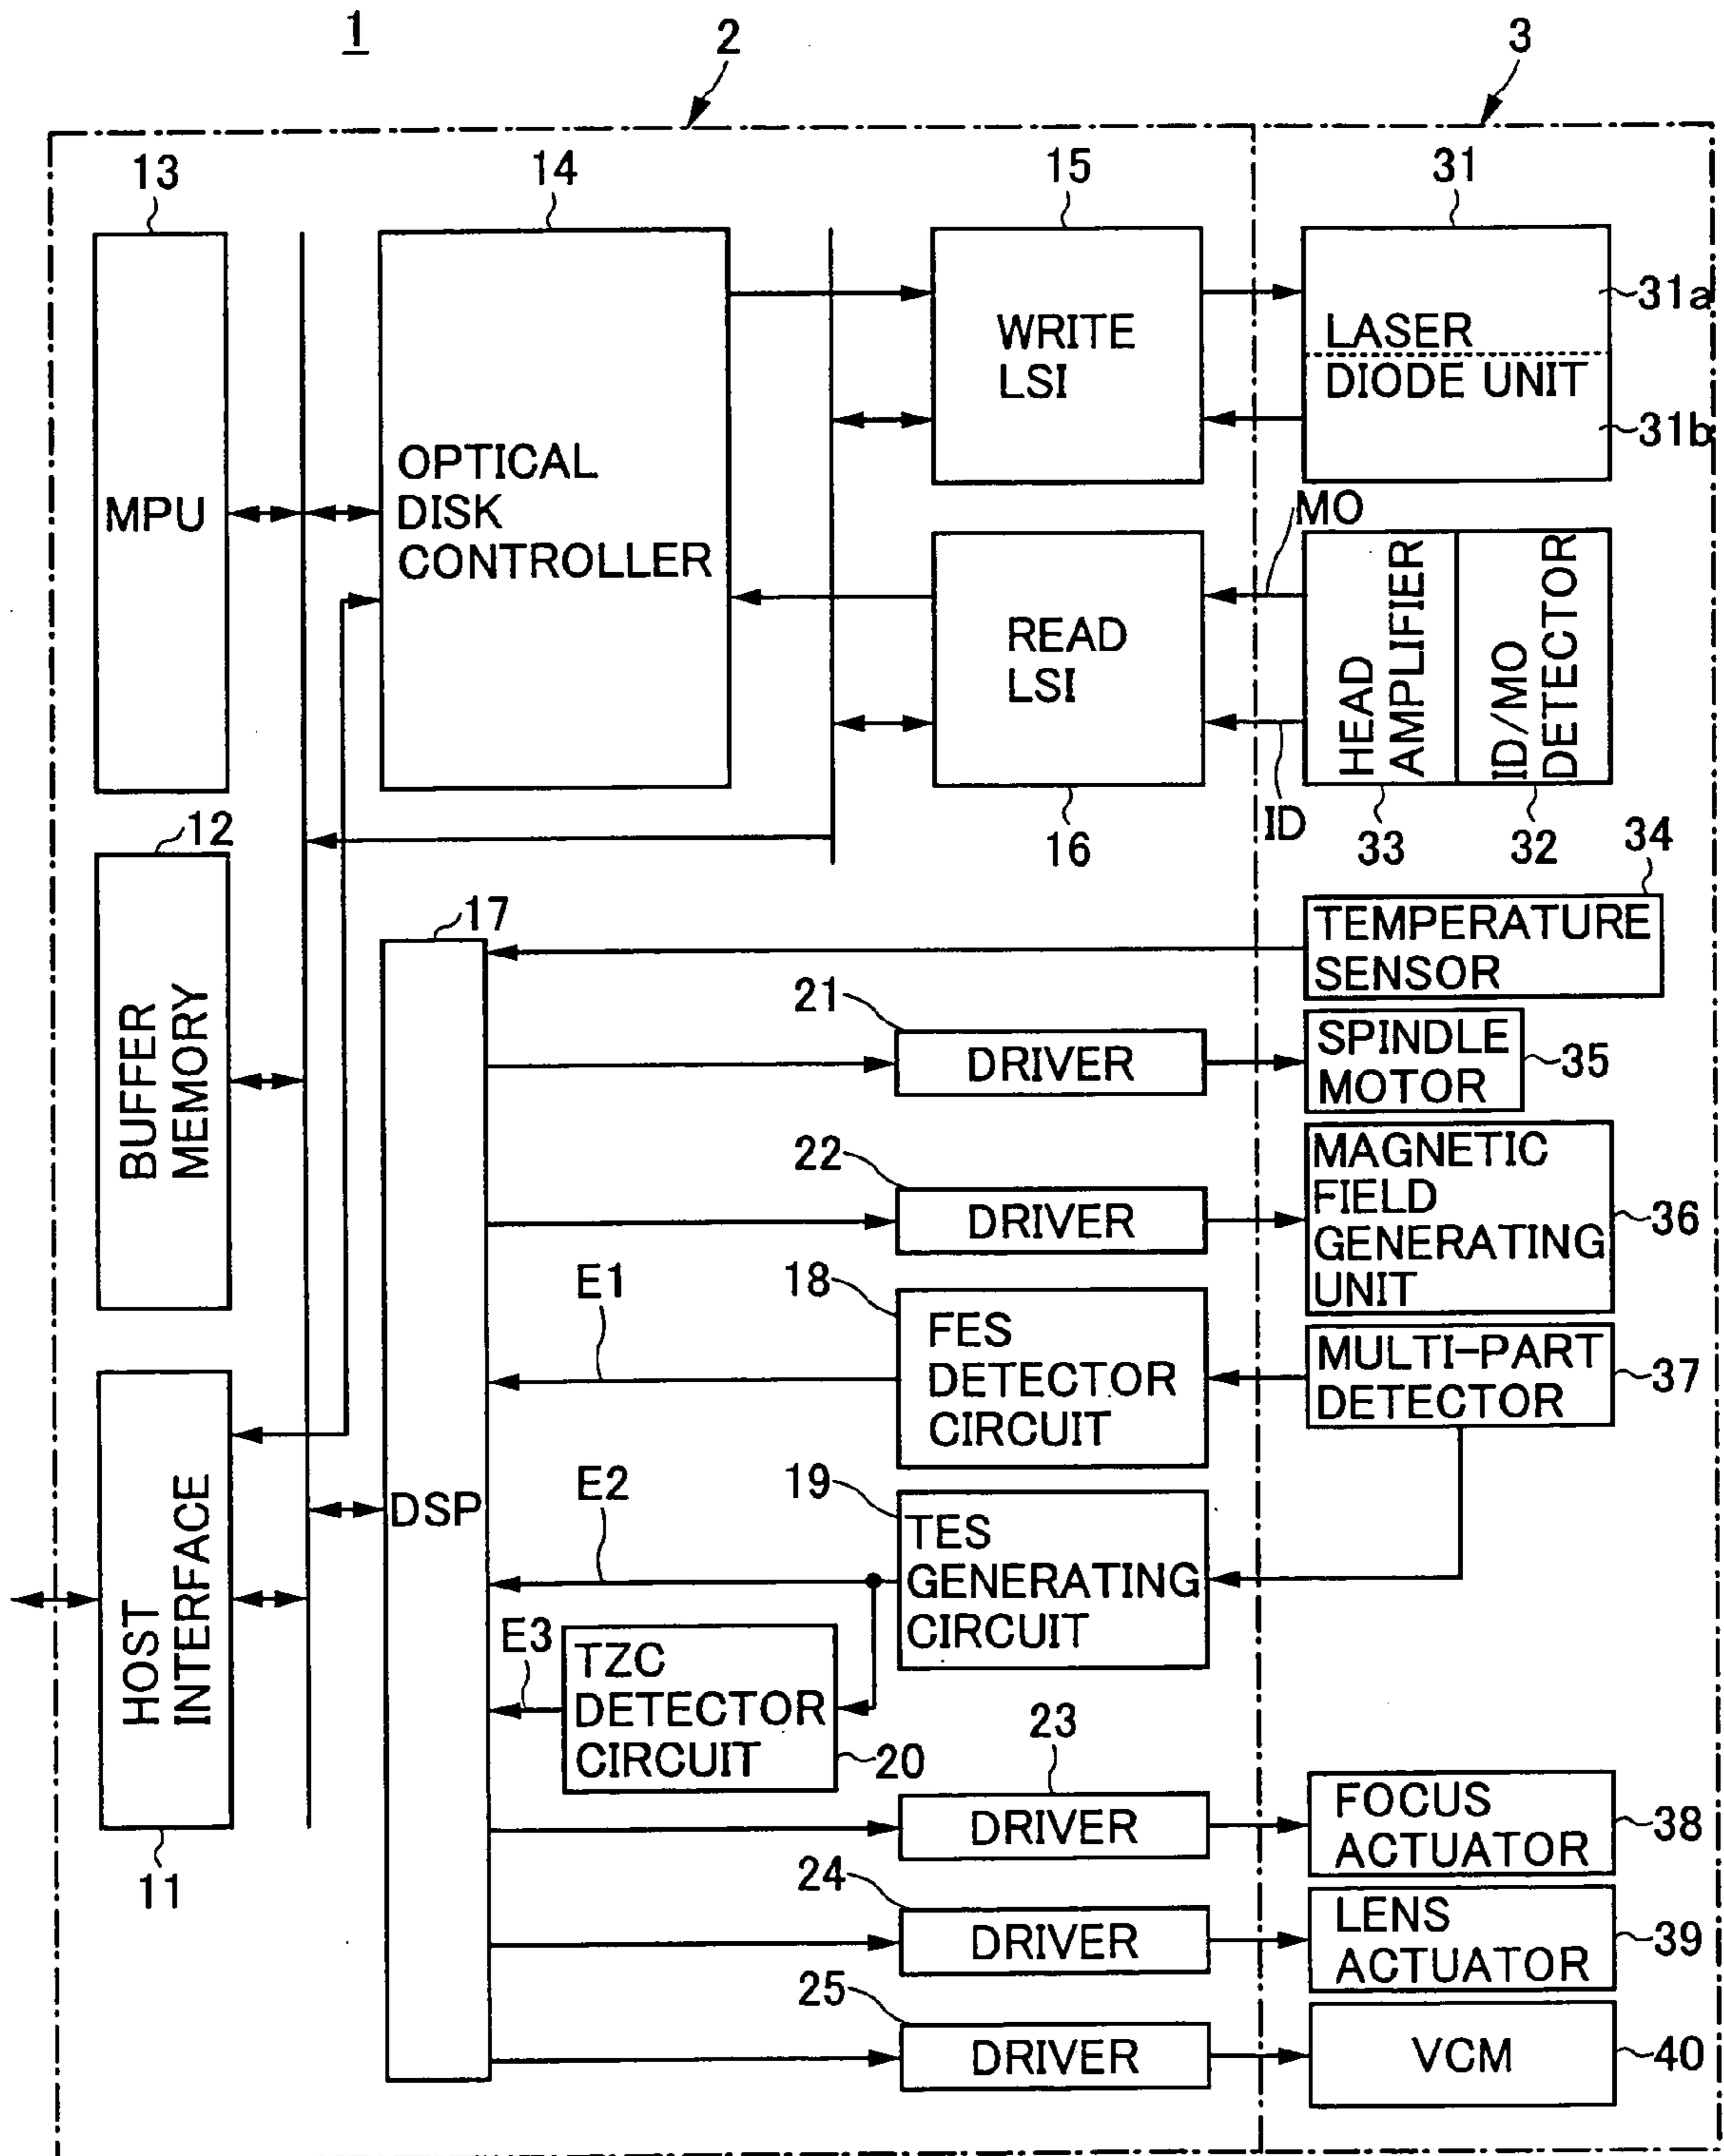 1
2
3
13
14
15
31
31a
WRITE
LSI
LASER
DIODE UNIT
31b
OPTICAL
DISK
CONTROLLER
MPU
MO
READ
LSI
HEAD
AMPLIFIER
ID/MO
DETECTOR
ID
12
16
33
32
34
17
TEMPERATURE
SENSOR
BUFFER
MEMORY
21
DRIVER
SPINDLE
MOTOR
35
22
DRIVER
MAGNETIC
FIELD
GENERATING
UNIT
36
E1
18
FES
DETECTOR
CIRCUIT
MULTI-PART
DETECTOR
37
HOST
INTERFACE
DSP
E2
19
TES
GENERATING
CIRCUIT
E3
TZC
DETECTOR
CIRCUIT
20
23
DRIVER
FOCUS
ACTUATOR
38
11
24
DRIVER
LENS
ACTUATOR
39
25
DRIVER
VCM
40